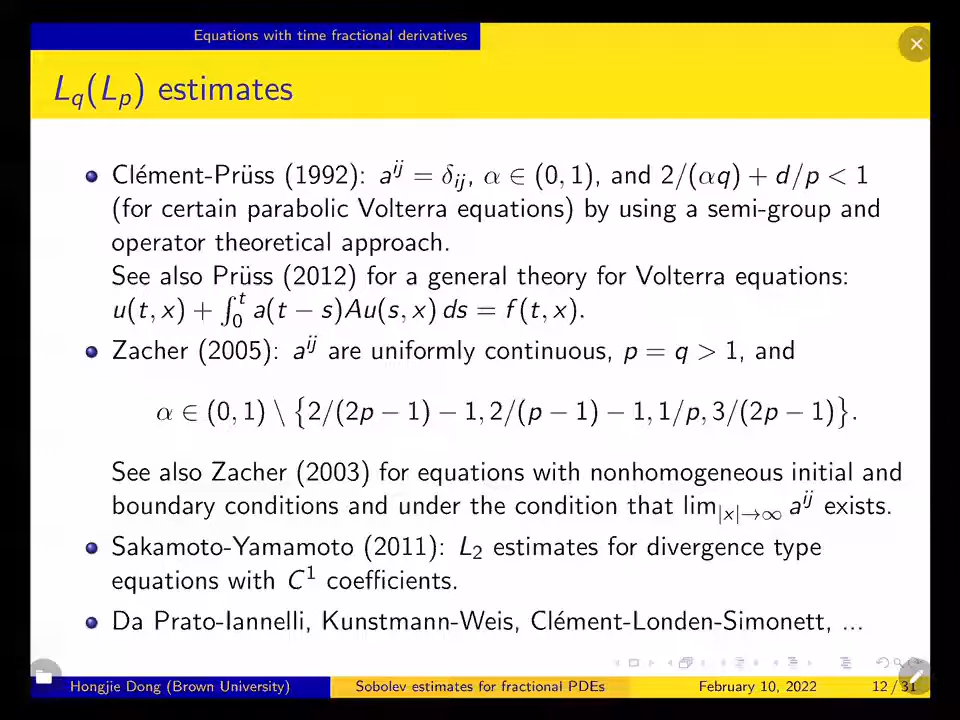 Equations with time fractional derivatives
L_q(L_p) estimates
Clément-Prüss (1992): a^{ij} = δ_{ij}, α ∈ (0, 1), and 2/(αq) + d/p < 1
(for certain parabolic Volterra equations) by using a semi-group and
operator theoretical approach.
See also Prüss (2012) for a general theory for Volterra equations:
u(t, x) + ∫_0^t a(t − s)Au(s, x) ds = f(t, x).
Zacher (2005): a^{ij} are uniformly continuous, p = q > 1, and
α ∈ (0, 1) \ {2/(2p − 1) − 1, 2/(p − 1) − 1, 1/p, 3/(2p − 1)}.
See also Zacher (2003) for equations with nonhomogeneous initial and
boundary conditions and under the condition that lim_{|x|→∞} a^{ij} exists.
Sakamoto-Yamamoto (2011): L_2 estimates for divergence type
equations with C^1 coefficients.
Da Prato-Iannelli, Kunstmann-Weis, Clément-Londen-Simonett, ...
Hongjie Dong (Brown University) Sobolev estimates for fractional PDEs February 10, 2022 12 / 31